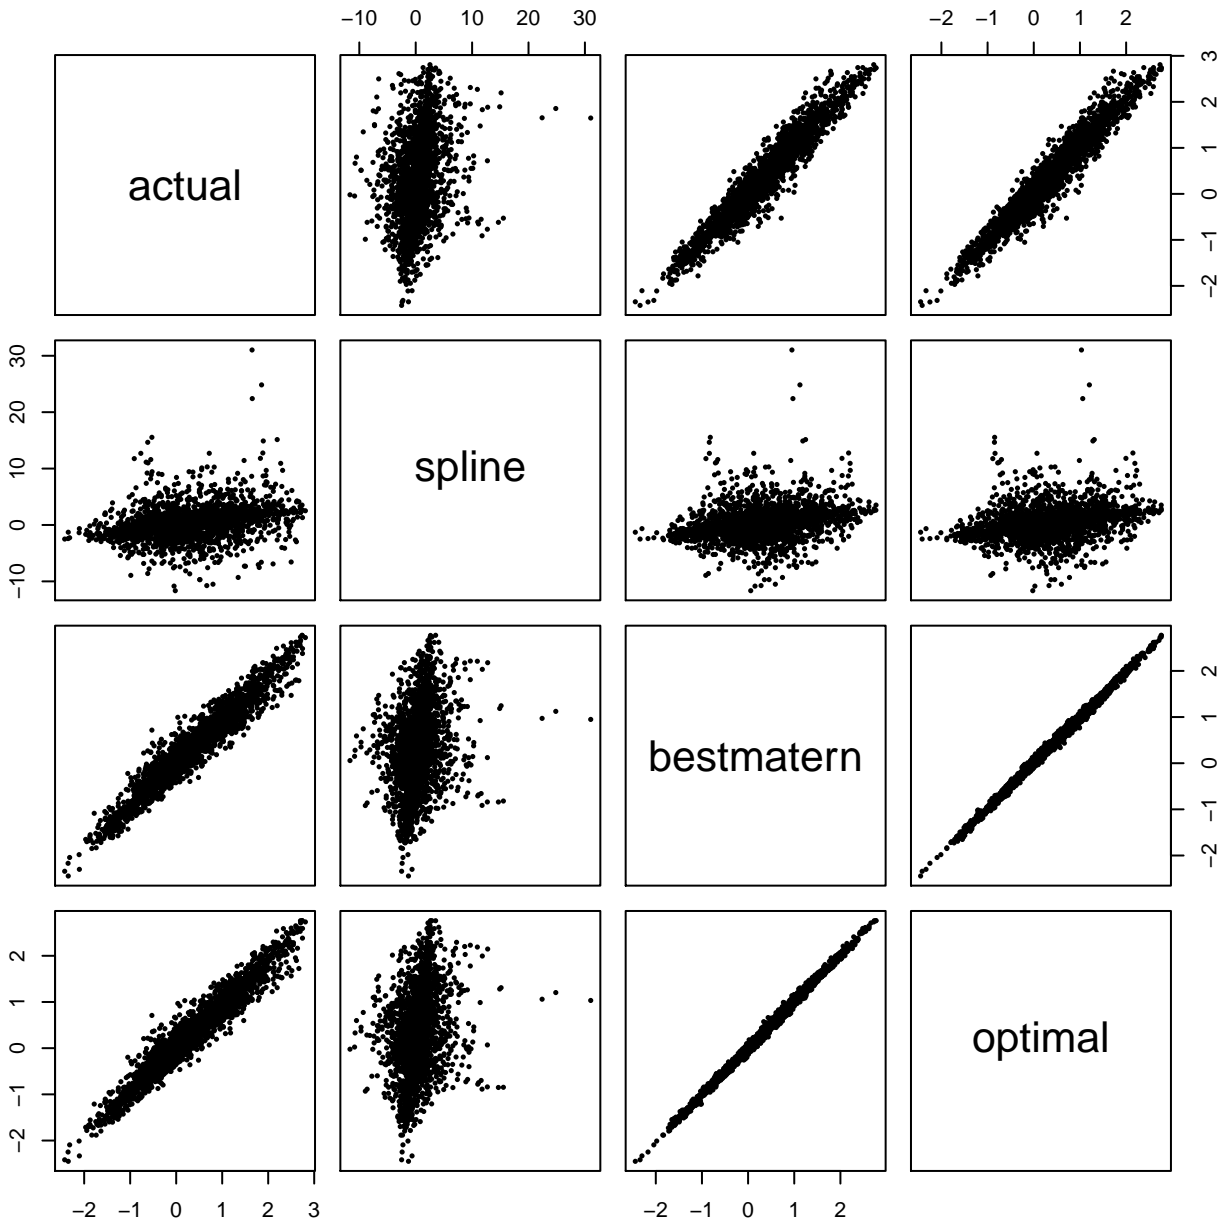 −10 0 10 20 30 −2 −1 0 1 2
actual
−2 −1 0 1 2 3
−10 0 10 20 30
spline
bestmatern
−2 −1 0 1 2
−2 −1 0 1 2
optimal
−2 −1 0 1 2 3 −2 −1 0 1 2